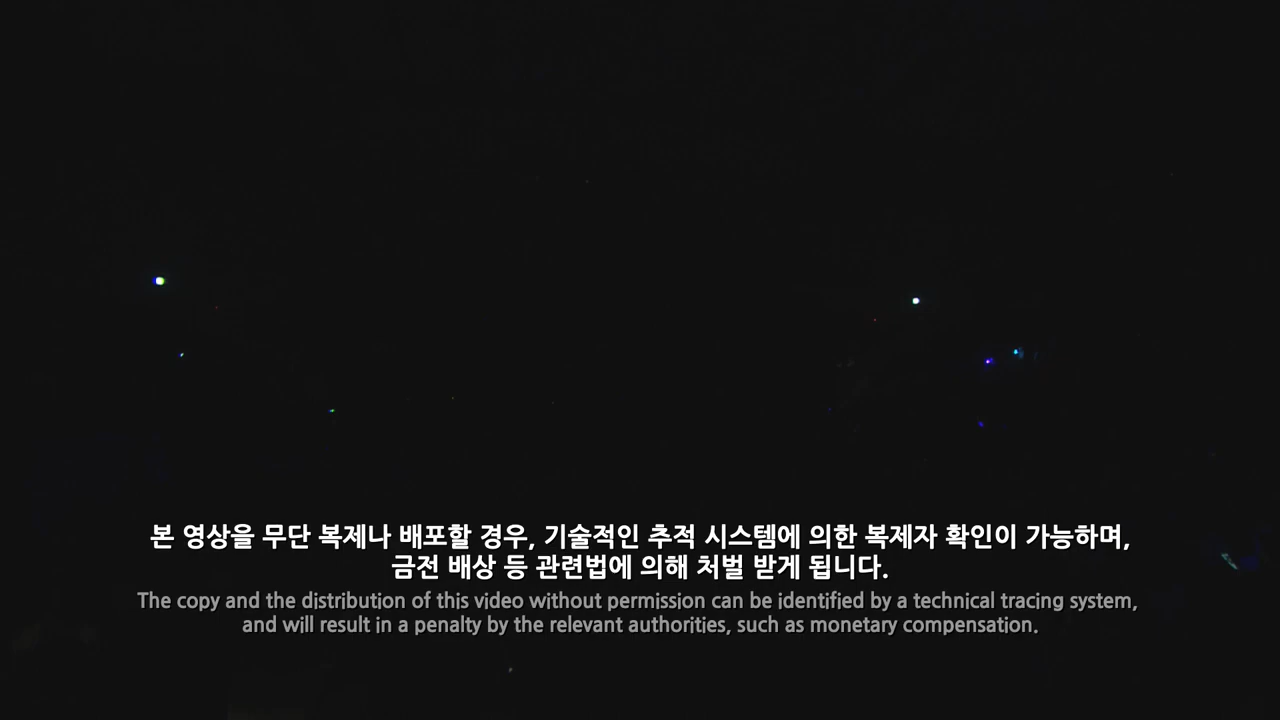 본 영상을 무단 복제나 배포할 경우, 기술적인 추적 시스템에 의한 복제자 확인이 가능하며,
금전 배상 등 관련법에 의해 처벌 받게 됩니다.
The copy and the distribution of this video without permission can be identified by a technical tracing system,
and will result in a penalty by the relevant authorities, such as monetary compensation.